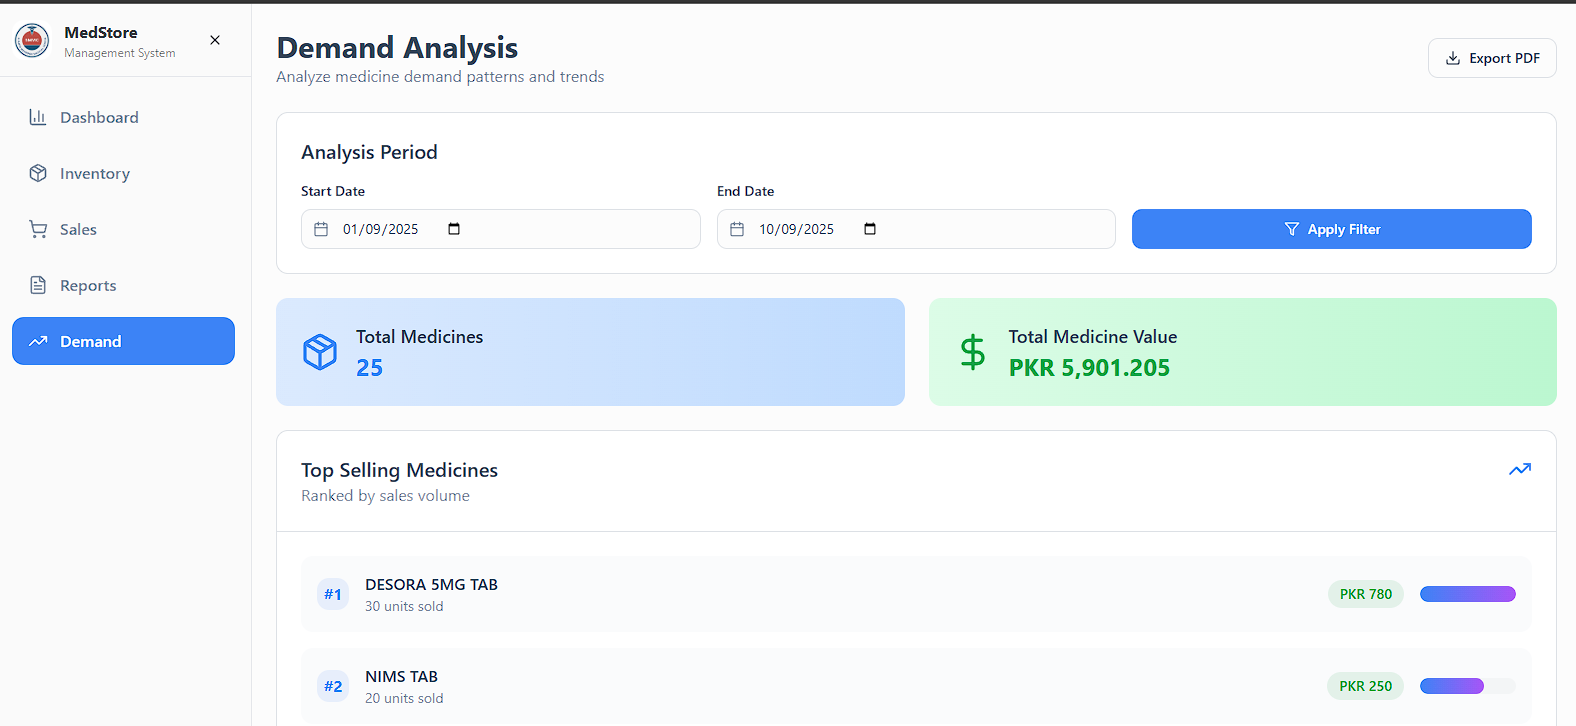 MedStore
Management System
Dashboard
Inventory
Sales
Reports
Demand
Demand Analysis
Analyze medicine demand patterns and trends
Export PDF
Analysis Period
Start Date
End Date
01/09/2025
10/09/2025
Apply Filter
Total Medicines
25
Total Medicine Value
PKR 5,901.205
Top Selling Medicines
Ranked by sales volume
#1
DESORA 5MG TAB
30 units sold
PKR 780
#2
NIMS TAB
20 units sold
PKR 250